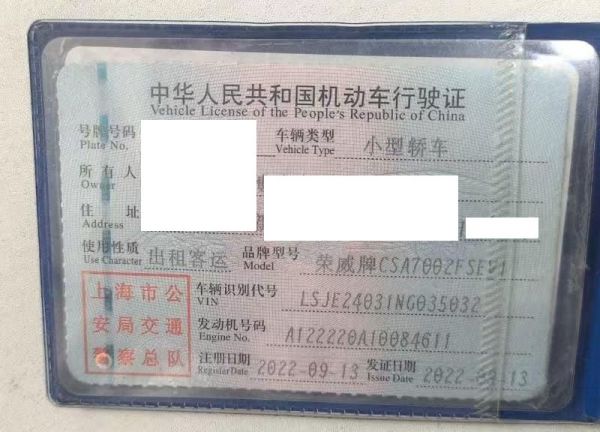 中华人民共和国机动车行驶证
Vehicle License of the People's Republic of China
号牌号码 车辆类型 小型轿车
Plate No. Vehicle Type
所有人
Owner
住址
Address
使用性质 出租客运 品牌型号 荣威牌CSA7002FSEV1
Use Character Model
上海市公
安局交通
警察总队
车辆识别代号 LSJE24031NG035032
VIN
发动机号码 A122220A10084611
Engine No.
注册日期 2022-09-13 发证日期 2022-09-13
Register Date Issue Date